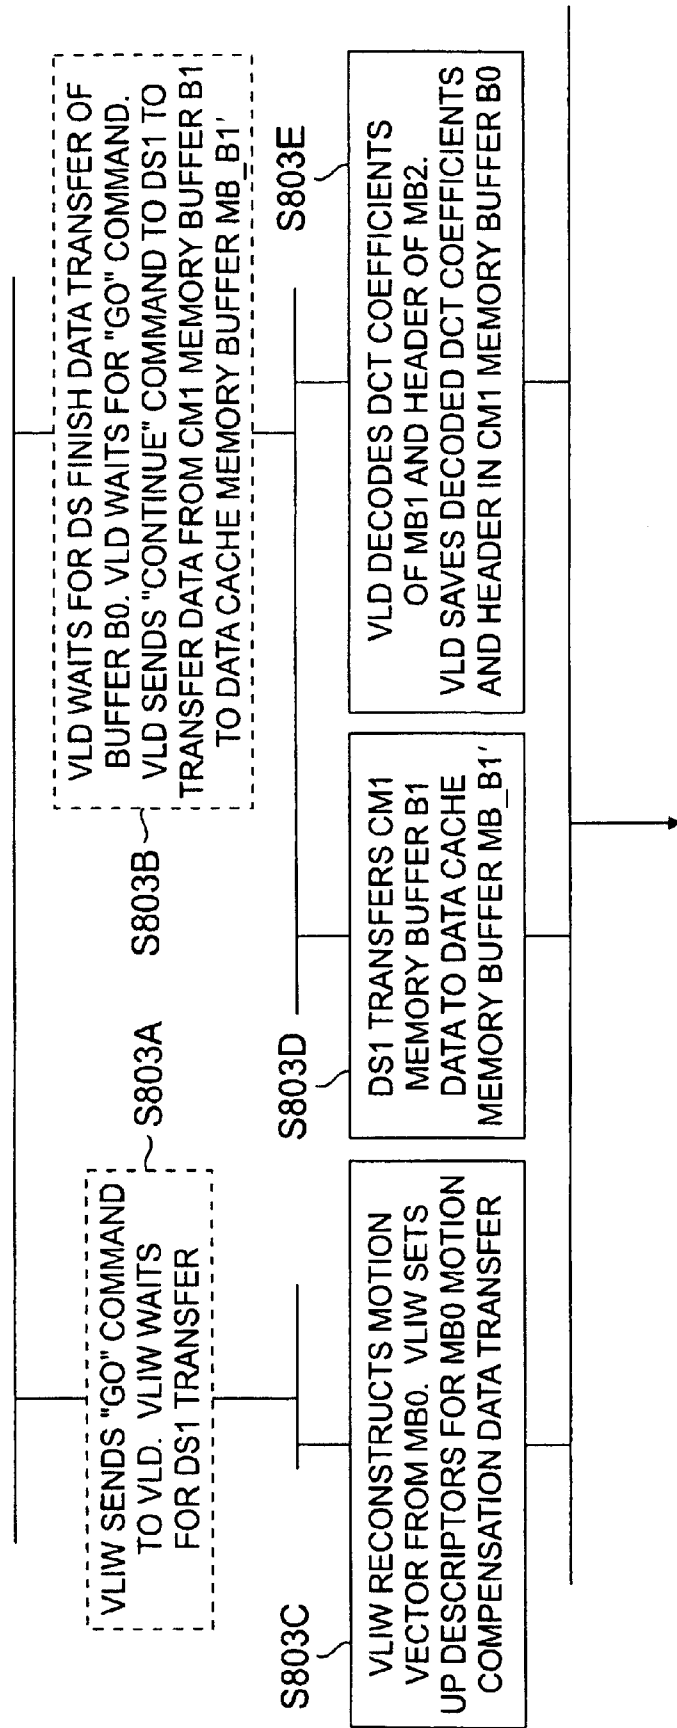 VLIW SENDS "GO" COMMAND
TO VLD. VLIW WAITS
FOR DS1 TRANSFER
S803A
S803B
VLD WAITS FOR DS FINISH DATA TRANSFER OF
BUFFER B0. VLD WAITS FOR "GO" COMMAND.
VLD SENDS "CONTINUE" COMMAND TO DS1 TO
TRANSFER DATA FROM CM1 MEMORY BUFFER B1
TO DATA CACHE MEMORY BUFFER MB_B1'
S803C
VLIW RECONSTRUCTS MOTION
VECTOR FROM MB0. VLIW SETS
UP DESCRIPTORS FOR MB0 MOTION
COMPENSATION DATA TRANSFER
S803D
DS1 TRANSFERS CM1
MEMORY BUFFER B1
DATA TO DATA CACHE
MEMORY BUFFER MB_B1'
S803E
VLD DECODES DCT COEFFICIENTS
OF MB1 AND HEADER OF MB2.
VLD SAVES DECODED DCT COEFFICIENTS
AND HEADER IN CM1 MEMORY BUFFER B0